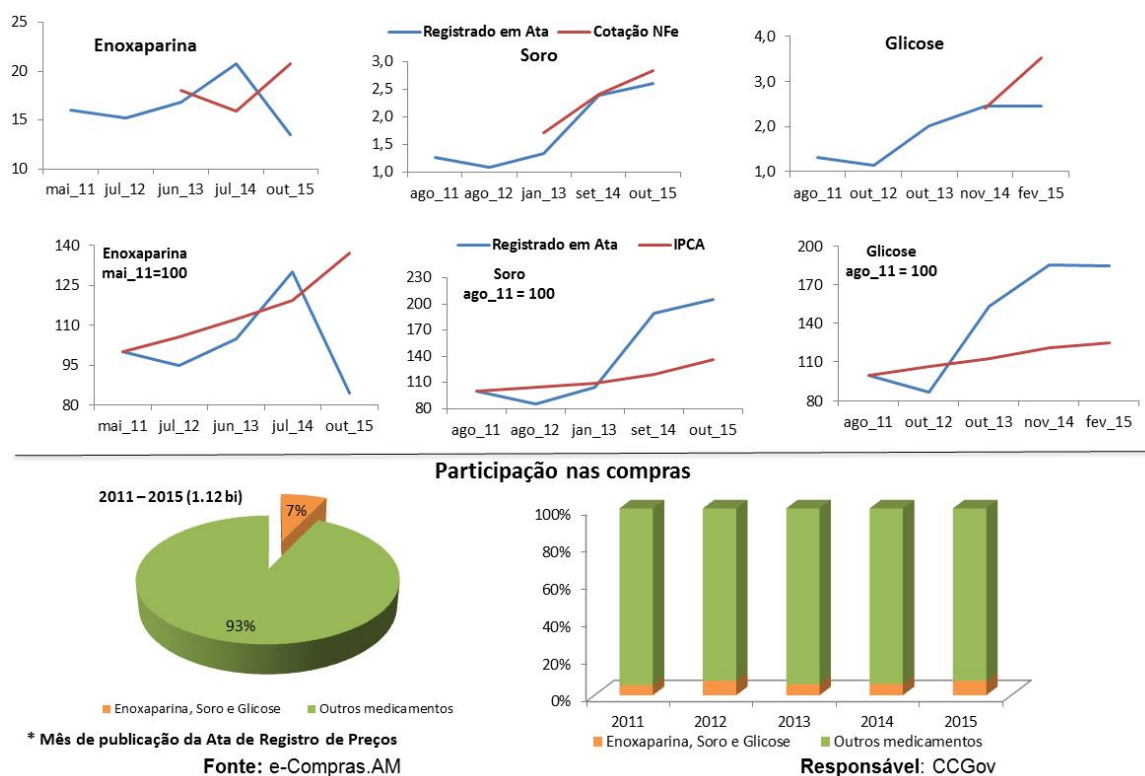 Enoxaparina
25
20
15
10
mai_11 jul_12 jun_13 jul_14 out_15
Registrado em Ata Cotação NFe
Soro
3,0
2,5
2,0
1,5
1,0
ago_11 ago_12 jan_13 set_14 out_15
Glicose
4,0
3,0
2,0
1,0
ago_11 out_12 out_13 nov_14 fev_15
Enoxaparina
mai_11=100
140
125
110
95
80
mai_11 jul_12 jun_13 jul_14 out_15
Registrado em Ata IPCA
Soro
ago_11 = 100
230
200
170
140
110
80
ago_11 ago_12 jan_13 set_14 out_15
Glicose
ago_11 = 100
200
170
140
110
80
ago_11 out_12 out_13 nov_14 fev_15
Participação nas compras
2011 – 2015 (1.12 bi)
7%
93%
Enoxaparina, Soro e Glicose Outros medicamentos
100%
80%
60%
40%
20%
0%
2011 2012 2013 2014 2015
Enoxaparina, Soro e Glicose Outros medicamentos
* Mês de publicação da Ata de Registro de Preços
Fonte: e-Compras.AM
Responsável: CCGov